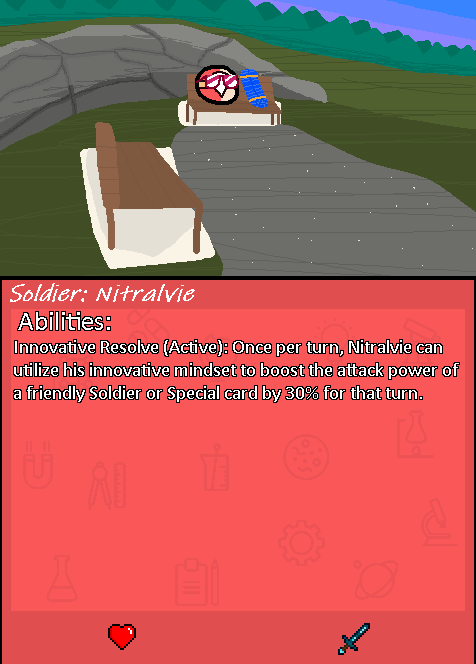 Soldier: Nitralvie
Abilities:
Innovative Resolve (Active): Once per turn, Nitralvie can
utilize his innovative mindset to boost the attack power of
a friendly Soldier or Special card by 30% for that turn.